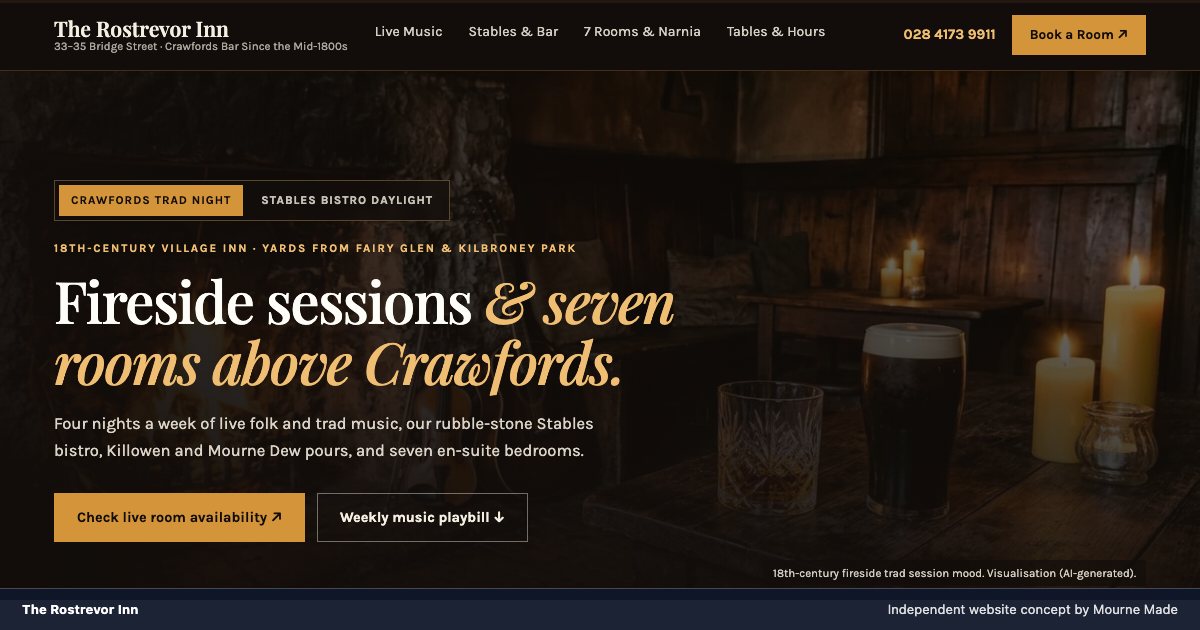 The Rostrevor Inn
33–35 Bridge Street · Crawfords Bar Since the Mid-1800s
Live Music
Stables & Bar
7 Rooms & Narnia
Tables & Hours
028 4173 9911
Book a Room ↗
CRAWFORDS TRAD NIGHT
STABLES BISTRO DAYLIGHT
18TH-CENTURY VILLAGE INN · YARDS FROM FAIRY GLEN & KILBRONEY PARK
Fireside sessions & seven
rooms above Crawfords.
Four nights a week of live folk and trad music, our rubble-stone Stables
bistro, Killowen and Mourne Dew pours, and seven en-suite bedrooms.
Check live room availability ↗
Weekly music playbill ↓
18th-century fireside trad session mood. Visualisation (AI-generated).
The Rostrevor Inn
Independent website concept by Mourne Made